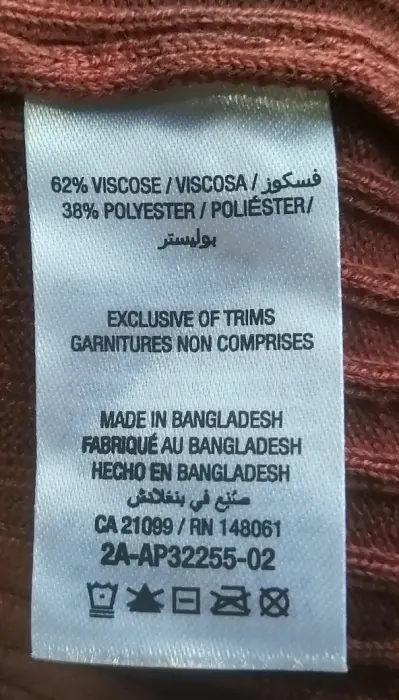 62% VISCOSE / VISCOSA / فسكوز
38% POLYESTER / POLIÉSTER/
بوليستر
EXCLUSIVE OF TRIMS
GARNITURES NON COMPRISES
MADE IN BANGLADESH
FABRIQUÉ AU BANGLADESH
HECHO EN BANGLADESH
صُنِع في بنغلادش
CA 21099 / RN 148061
2A-AP32255-02